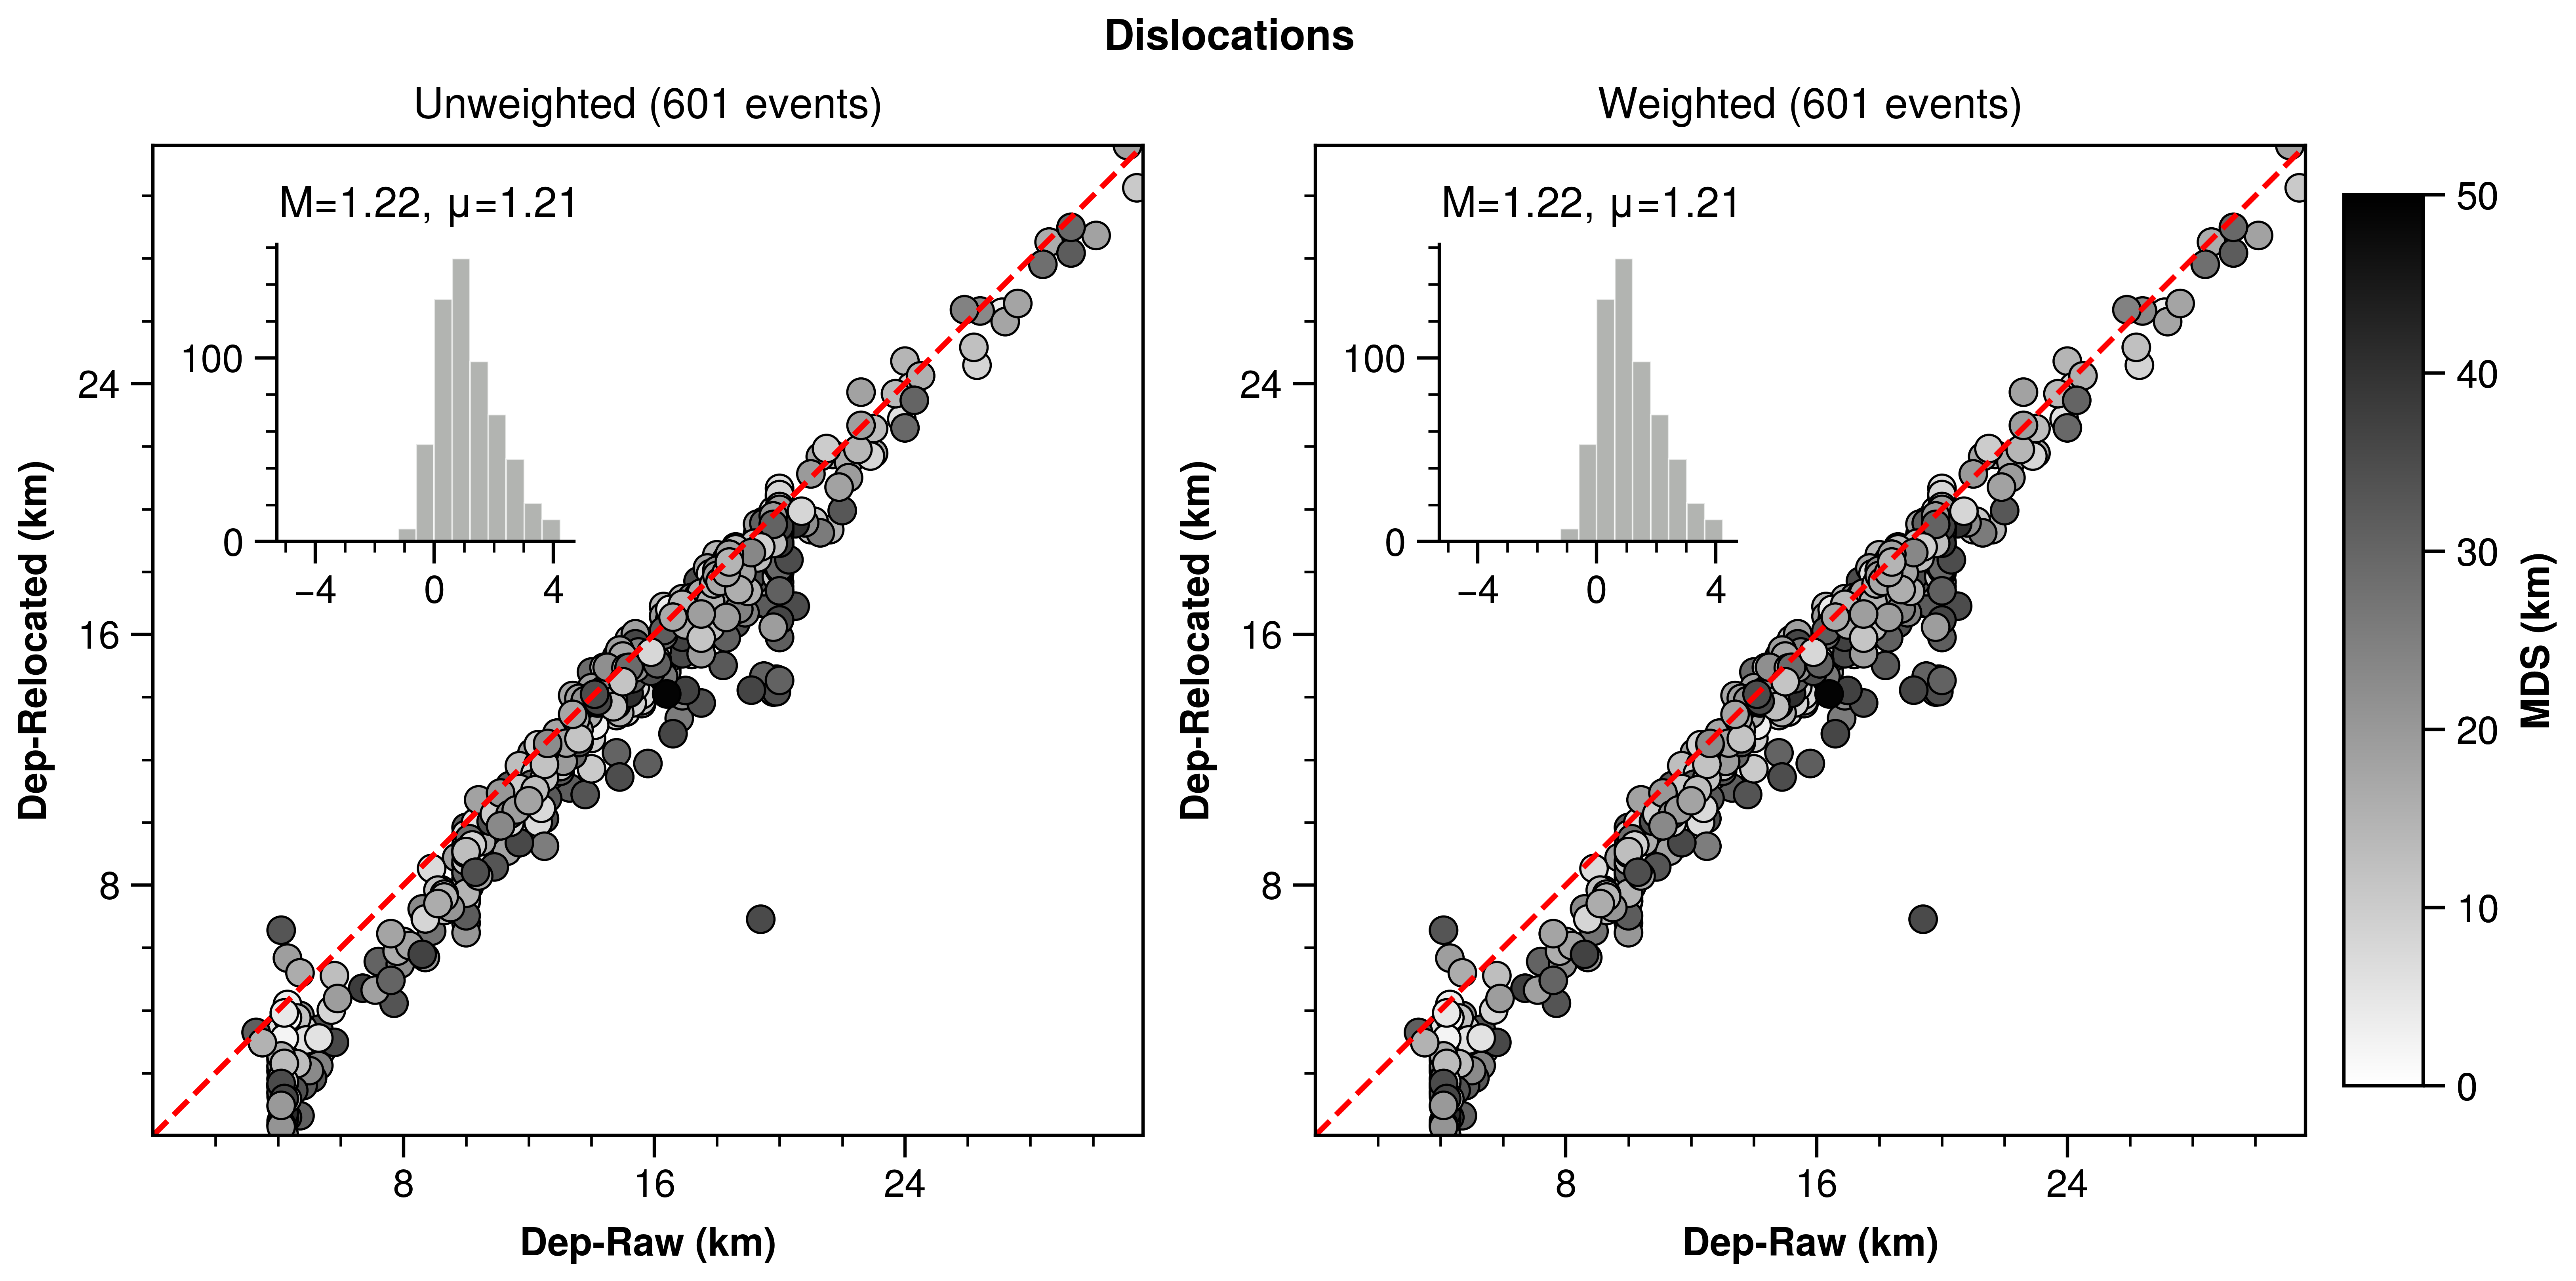 Dislocations
Unweighted (601 events)
M=1.22, µ=1.21
100
0
−4 0 4
24
16
8
8 16 24
Dep-Relocated (km)
Dep-Raw (km)
Weighted (601 events)
M=1.22, µ=1.21
100
0
−4 0 4
24
16
8
8 16 24
Dep-Relocated (km)
Dep-Raw (km)
50
40
30
20
10
0
MDS (km)